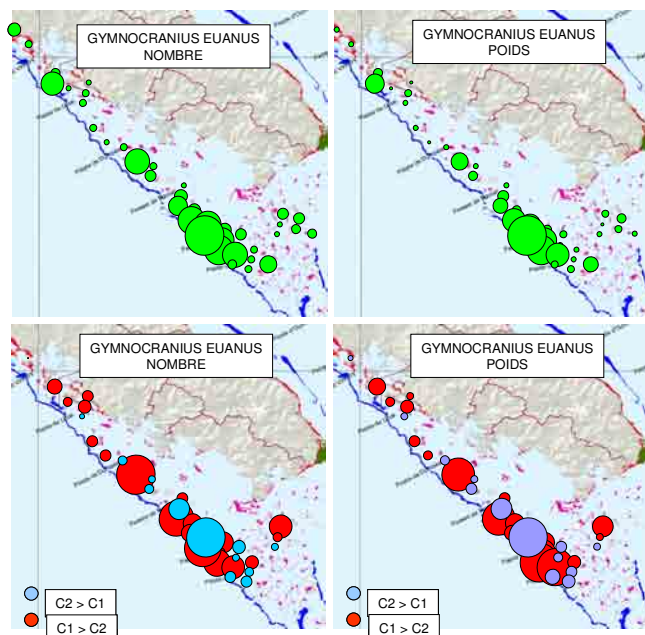 GYMNOCRANIUS EUANUS
NOMBRE
GYMNOCRANIUS EUANUS
POIDS
GYMNOCRANIUS EUANUS
NOMBRE
GYMNOCRANIUS EUANUS
POIDS
C2 > C1
C1 > C2
C2 > C1
C1 > C2